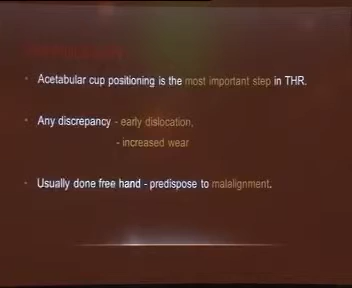 • Acetabular cup positioning is the most important step in THR.
• Any discrepancy - early dislocation,
- increased wear
• Usually done free hand - predispose to malalignment.